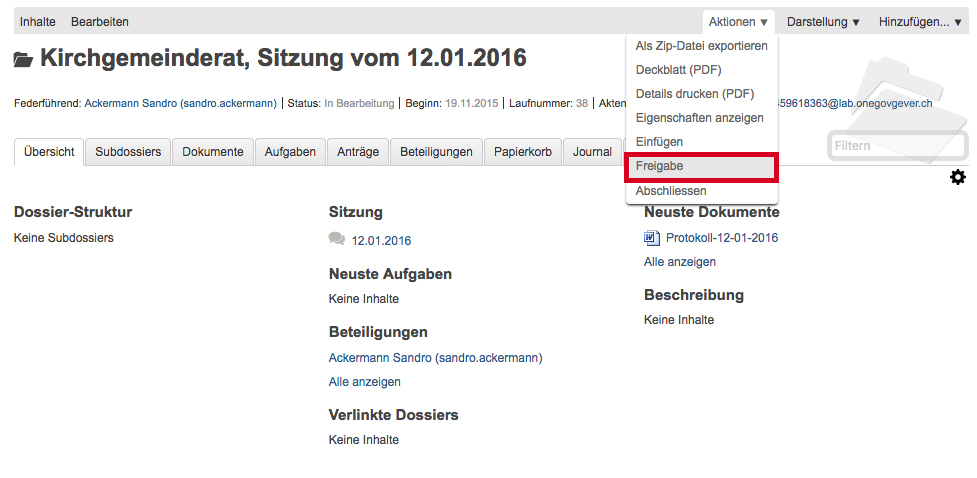 Inhalte Bearbeiten Aktionen ▼ Darstellung ▼ Hinzufügen... ▼
Kirchgemeinderat, Sitzung vom 12.01.2016
Federführend: Ackermann Sandro (sandro.ackermann) | Status: In Bearbeitung | Beginn: 19.11.2015 | Laufnummer: 38 | Akten 459618363@lab.onegovgever.ch
Als Zip-Datei exportieren
Deckblatt (PDF)
Details drucken (PDF)
Eigenschaften anzeigen
Einfügen
Freigabe
Abschliessen
Filtern
Übersicht Subdossiers Dokumente Aufgaben Anträge Beteiligungen Papierkorb Journal
Dossier-Struktur
Keine Subdossiers
Sitzung
12.01.2016
Neuste Aufgaben
Keine Inhalte
Beteiligungen
Ackermann Sandro (sandro.ackermann)
Alle anzeigen
Verlinkte Dossiers
Keine Inhalte
Neuste Dokumente
Protokoll-12-01-2016
Alle anzeigen
Beschreibung
Keine Inhalte